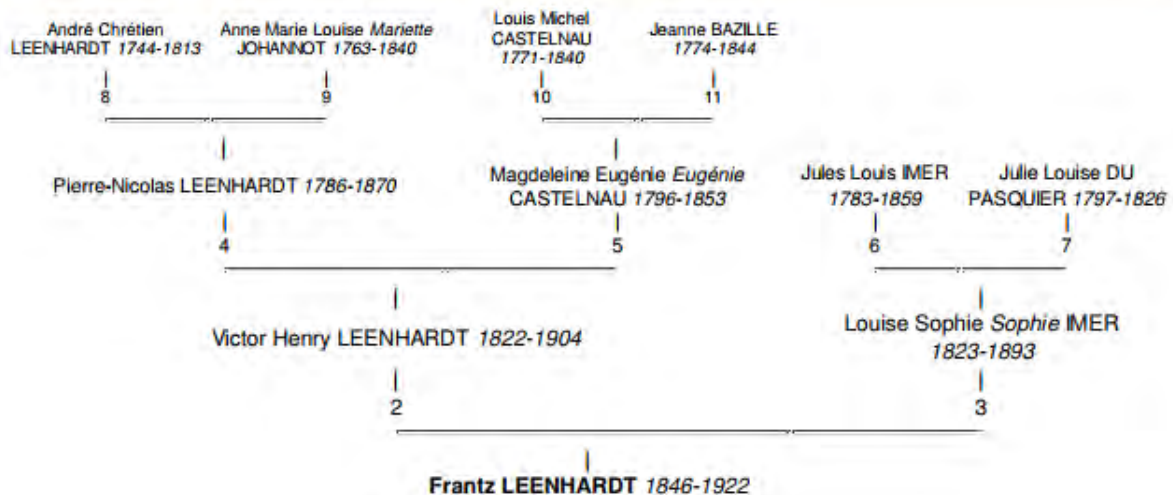 André Chrétien
LEENHARDT 1744-1813
Anne Marie Louise Mariette
JOHANNOT 1763-1840
Louis Michel
CASTELNAU
1771-1840
Jeanne BAZILLE
1774-1844
8
9
10
11
Pierre-Nicolas LEENHARDT 1786-1870
Magdeleine Eugénie Eugénie
CASTELNAU 1796-1853
Jules Louis IMER
1783-1859
Julie Louise DU
PASQUIER 1797-1826
4
5
6
7
Victor Henry LEENHARDT 1822-1904
Louise Sophie Sophie IMER
1823-1893
2
3
Frantz LEENHARDT 1846-1922